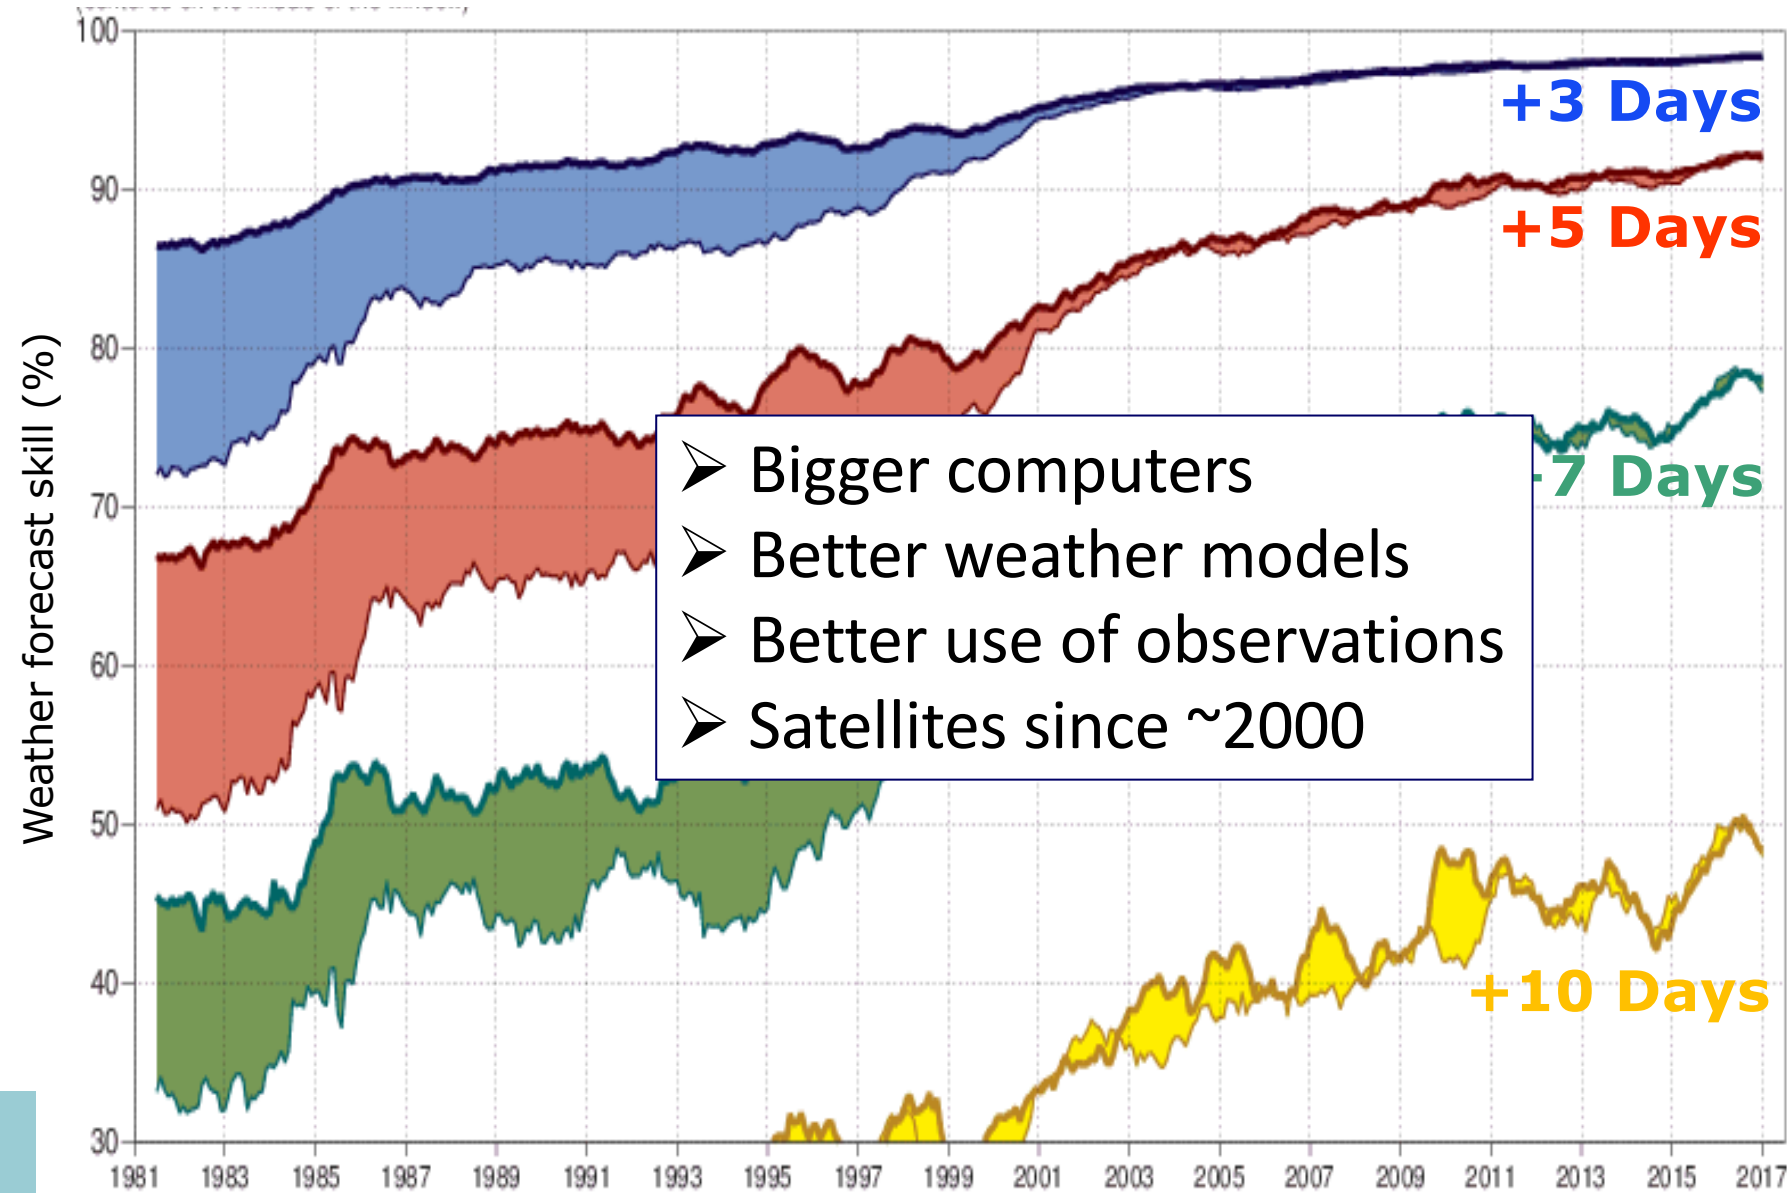 100
90
80
70
60
50
40
30
Weather forecast skill (%)
+3 Days
+5 Days
7 Days
+10 Days
➢ Bigger computers
➢ Better weather models
➢ Better use of observations
➢ Satellites since ~2000
1981 1983 1985 1987 1989 1991 1993 1995 1997 1999 2001 2003 2005 2007 2009 2011 2013 2015 2017